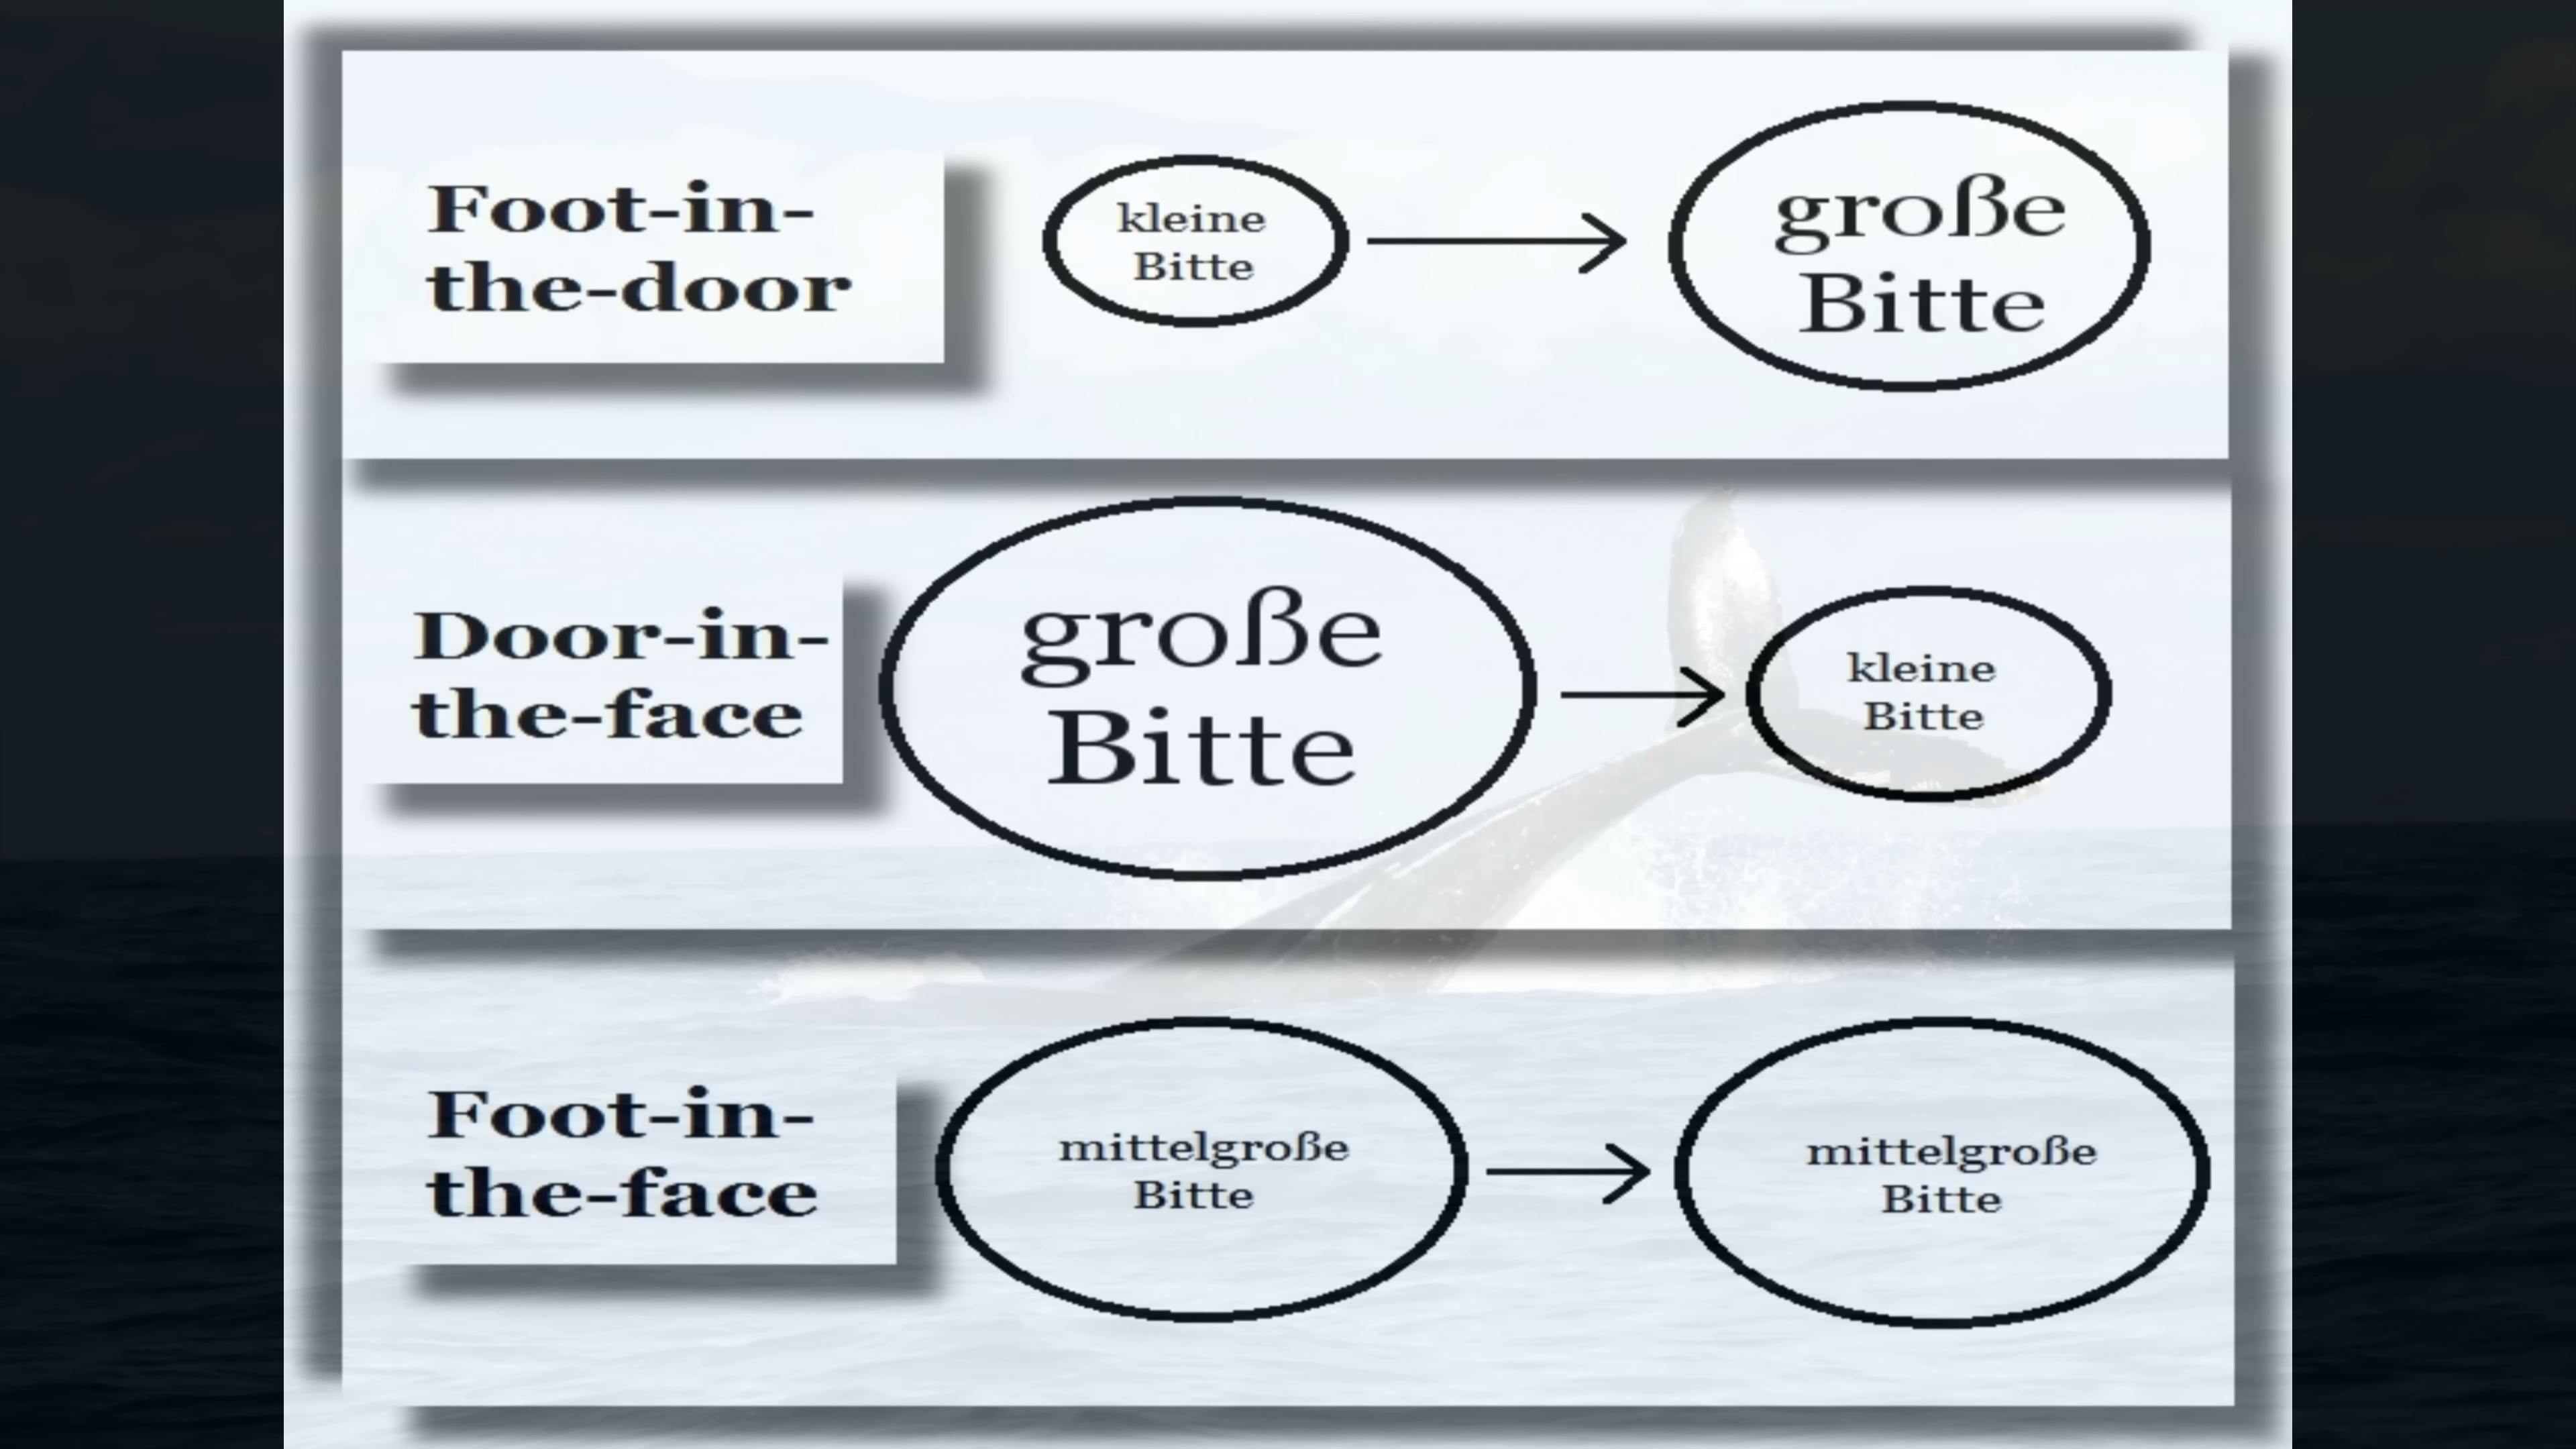 Foot-in-
the-door
kleine
Bitte
große
Bitte
Door-in-
the-face
große
Bitte
kleine
Bitte
Foot-in-
the-face
mittelgroße
Bitte
mittelgroße
Bitte